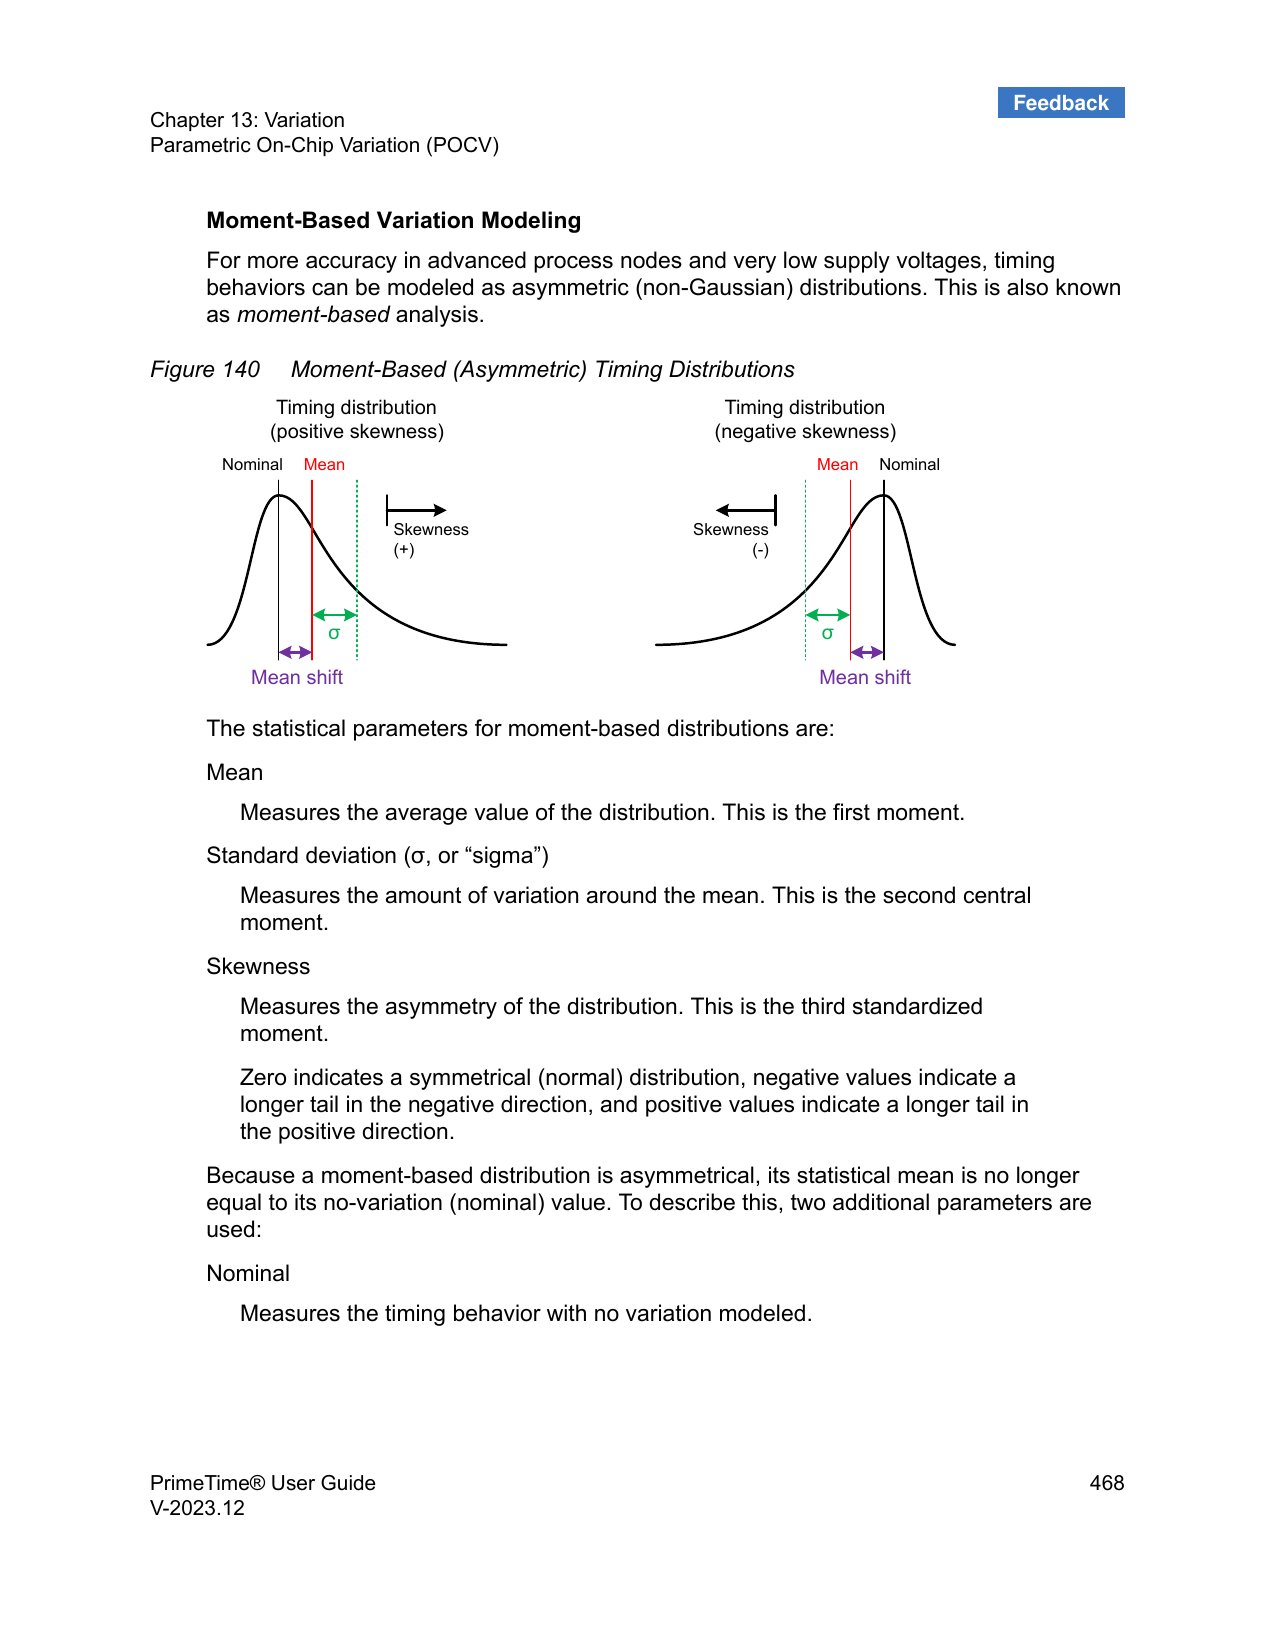 Feedback
Chapter 13: Variation
Parametric On-Chip Variation (POCV)
Moment-Based Variation Modeling
For more accuracy in advanced process nodes and very low supply voltages, timing
behaviors can be modeled as asymmetric (non-Gaussian) distributions. This is also known
as moment-based analysis.
Figure 140 Moment-Based (Asymmetric) Timing Distributions
Timing distribution
(positive skewness)
Nominal Mean
Skewness
(+)
σ
Mean shift
Timing distribution
(negative skewness)
Mean Nominal
Skewness
(-)
σ
Mean shift
The statistical parameters for moment-based distributions are:
Mean
Measures the average value of the distribution. This is the first moment.
Standard deviation (σ, or “sigma”)
Measures the amount of variation around the mean. This is the second central
moment.
Skewness
Measures the asymmetry of the distribution. This is the third standardized
moment.
Zero indicates a symmetrical (normal) distribution, negative values indicate a
longer tail in the negative direction, and positive values indicate a longer tail in
the positive direction.
Because a moment-based distribution is asymmetrical, its statistical mean is no longer
equal to its no-variation (nominal) value. To describe this, two additional parameters are
used:
Nominal
Measures the timing behavior with no variation modeled.
PrimeTime® User Guide 468
V-2023.12